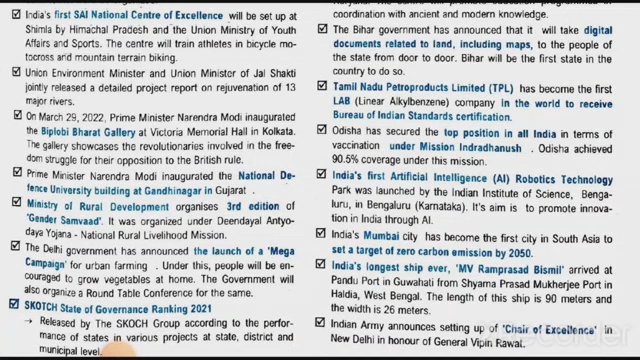 India's first SAI National Centre of Excellence will be set up at
Shimla by Himachal Pradesh and the Union Ministry of Youth
Affairs and Sports. The centre will train athletes in bicycle mo-
tocross and mountain terrain biking.
Union Environment Minister and Union Minister of Jal Shakti
jointly released a detailed project report on rejuvenation of 13
major rivers.
On March 29, 2022, Prime Minister Narendra Modi inaugurated
the Biplobi Bharat Gallery at Victoria Memorial Hall in Kolkata.
The gallery showcases the revolutionaries involved in the free-
dom struggle for their opposition to the British rule.
Prime Minister Narendra Modi inaugurated the National De-
fence University building at Gandhinagar in Gujarat .
Ministry of Rural Development organises 3rd edition of
'Gender Samvaad'. It was organized under Deendayal Antyo-
daya Yojana - National Rural Livelihood Mission.
The Delhi government has announced the launch of a 'Mega
Campaign' for urban farming . Under this, people will be en-
couraged to grow vegetables at home. The Government will
also organize a Round Table Conference for the same.
SKOTCH State of Governance Ranking 2021
→ Released by The SKOCH Group according to the perfor-
mance of states in various projects at state, district and
municipal level.
coordination with ancient and modern knowledge.
The Bihar government has announced that it will take digital
documents related to land, including maps, to the people of
the state from door to door. Bihar will be the first state in the
country to do so.
Tamil Nadu Petroproducts Limited (TPL) has become the first
LAB (Linear Alkylbenzene) company in the world to receive
Bureau of Indian Standards certification.
Odisha has secured the top position in all India in terms of
vaccination under Mission Indradhanush . Odisha achieved
90.5% coverage under this mission.
India's first Artificial Intelligence (AI) Robotics Technology
Park was launched by the Indian Institute of Science, Benga-
luru, in Bengaluru (Karnataka). It's aim is to promote innova-
tion in India through AI.
India's Mumbai city has become the first city in South Asia to
set a target of zero carbon emission by 2050.
India's longest ship ever, 'MV Ramprasad Bismil' arrived at
Pandu Port in Guwahati from Shyama Prasad Mukherjee Port in
Haldia, West Bengal. The length of this ship is 90 meters and
the width is 26 meters.
Indian Army announces setting up of 'Chair of Excellence' in
New Delhi in honour of General Vipin Rawat.